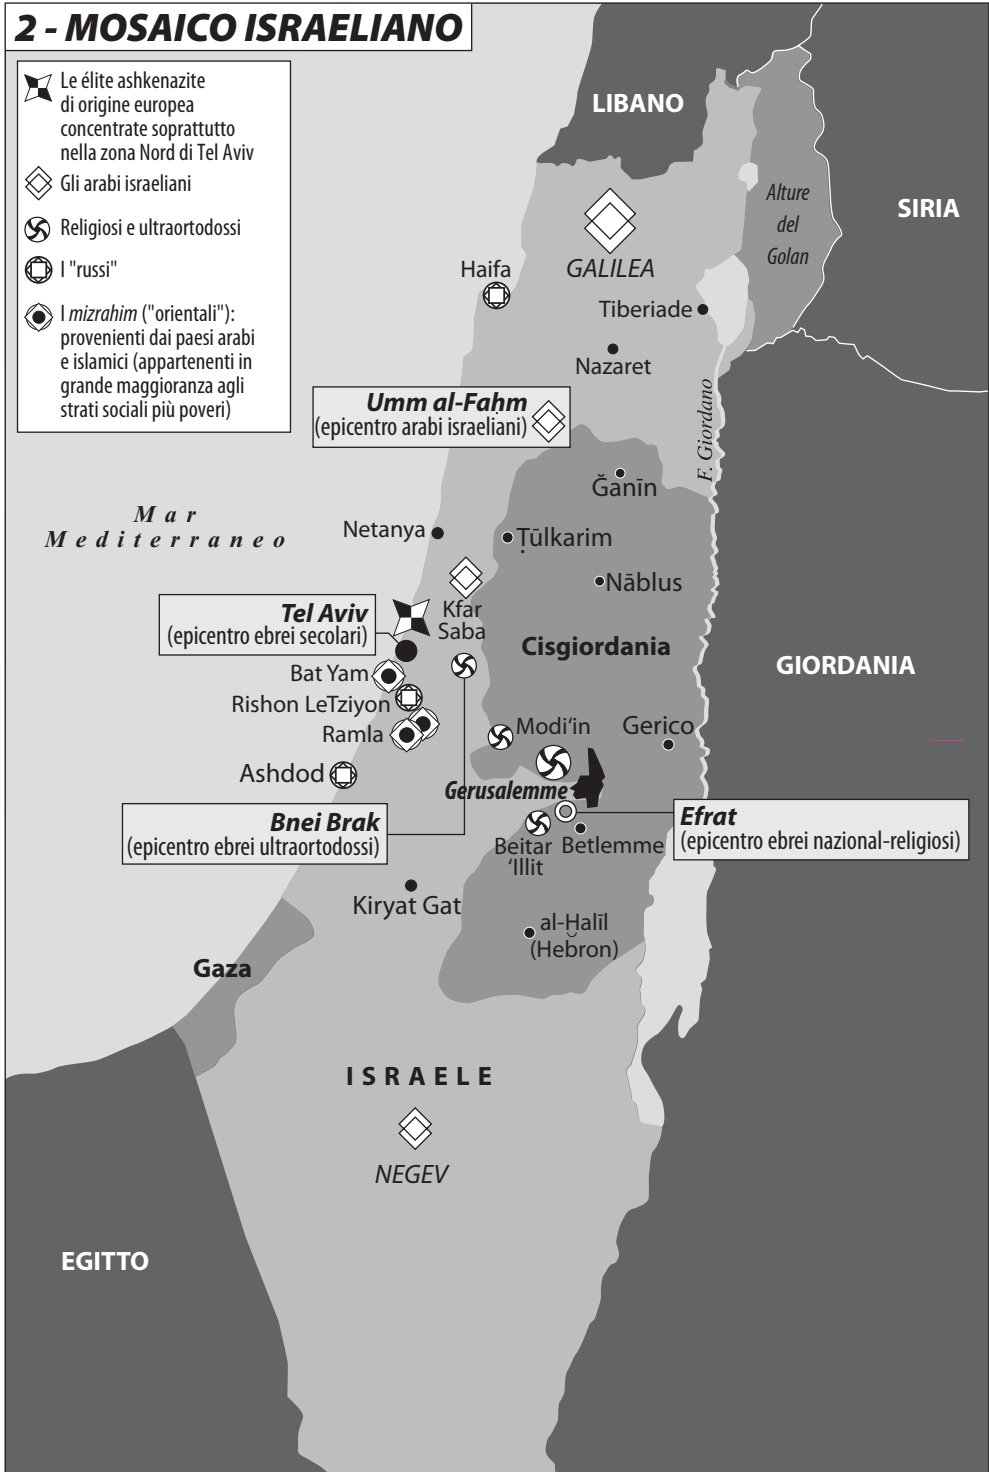 2 - MOSAICO ISRAELIANO
Le élite ashkenazite
di origine europea
concentrate soprattutto
nella zona Nord di Tel Aviv
Gli arabi israeliani
Religiosi e ultraortodossi
I "russi"
I mizrahim ("orientali"):
provenienti dai paesi arabi
e islamici (appartenenti in
grande maggioranza agli
strati sociali più poveri)
LIBANO
SIRIA
Alture
del
Golan
GALILEA
Haifa
Tiberiade
Nazaret
Umm al-Faḥm
(epicentro arabi israeliani)
F. Giordano
Ğanīn
Mar
Mediterraneo
Netanya
Ṭūlkarim
Nāblus
Kfar
Saba
Tel Aviv
(epicentro ebrei secolari)
Cisgiordania
GIORDANIA
Bat Yam
Rishon LeTziyon
Ramla
Modi‘in
Gerico
Ashdod
Gerusalemme
Bnei Brak
(epicentro ebrei ultraortodossi)
Efrat
(epicentro ebrei nazional-religiosi)
Beitar
‘Illit
Betlemme
Kiryat Gat
al-Ḫalīl
(Hebron)
Gaza
ISRAELE
NEGEV
EGITTO